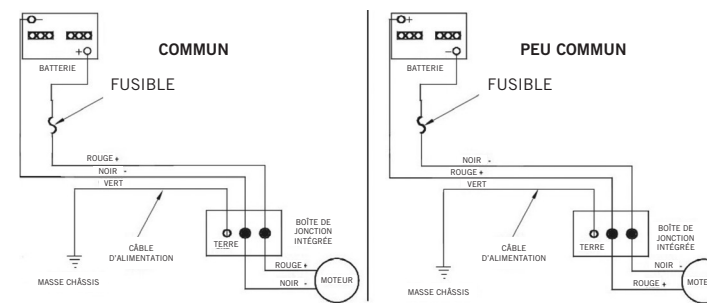 −
+
BATTERIE
COMMUN
FUSIBLE
ROUGE +
NOIR -
VERT
TERRE
BOÎTE DE
JONCTION
INTÉGRÉE
CÂBLE
D'ALIMENTATION
ROUGE +
NOIR -
MOTEUR
MASSE CHÂSSIS
+
−
BATTERIE
PEU COMMUN
FUSIBLE
NOIR -
ROUGE +
VERT
TERRE
BOÎTE DE
JONCTION
INTÉGRÉE
CÂBLE
D'ALIMENTATION
NOIR -
ROUGE +
MOTE
MASSE CHÂSSIS